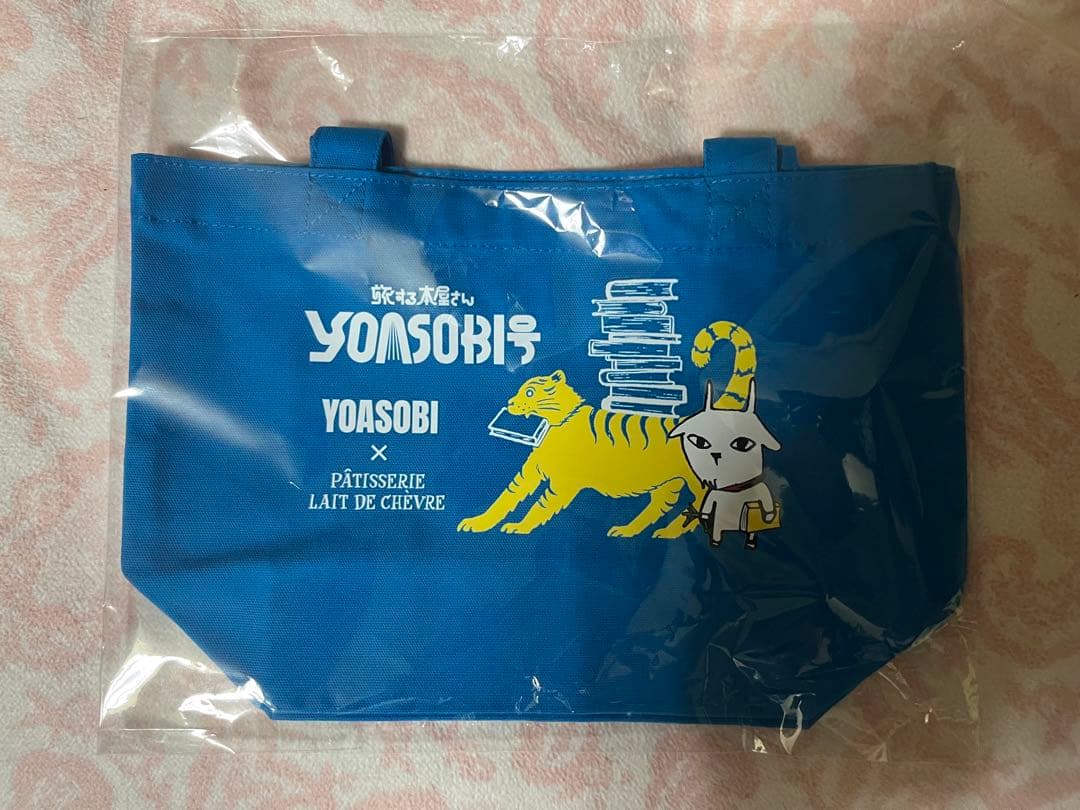 旅する本屋さん
YOASOBI号
YOASOBI
×
PÂTISSERIE
LAIT DE CHÈVRE